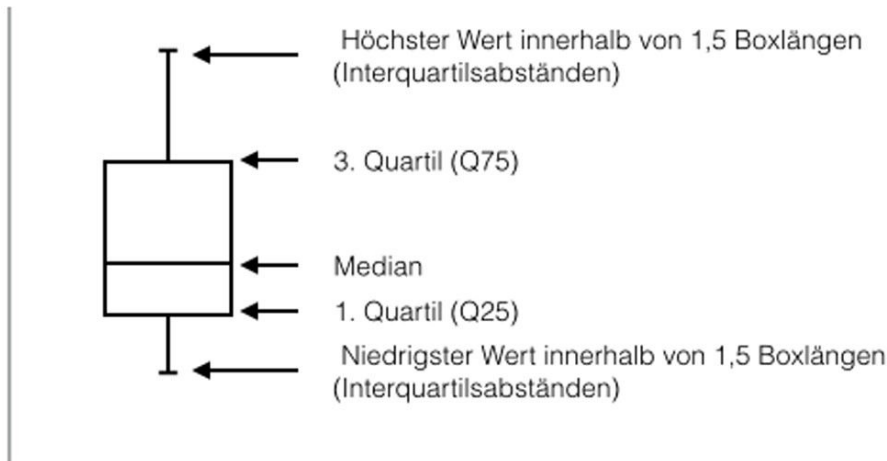 Höchster Wert innerhalb von 1,5 Boxlängen
(Interquartilsabständen)
3. Quartil (Q75)
Median
1. Quartil (Q25)
Niedrigster Wert innerhalb von 1,5 Boxlängen
(Interquartilsabständen)